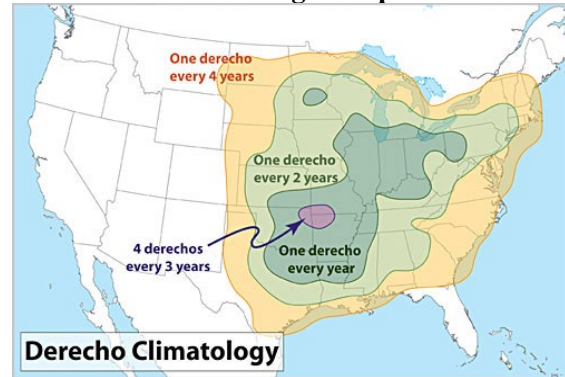 One derecho
every 4 years
One derecho
every 2 years
4 derechos
every 3 years
One derecho
every year
Derecho Climatology